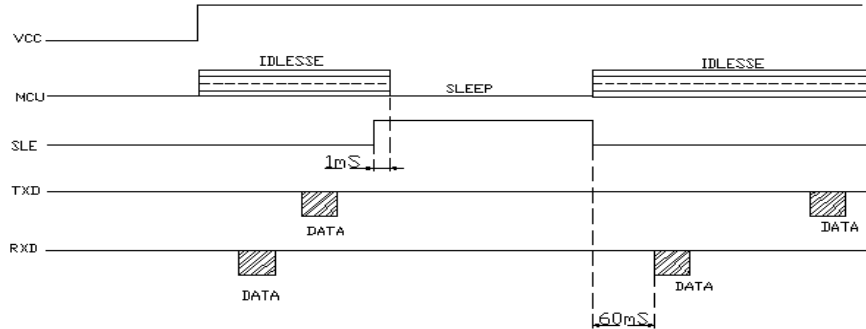 VCC
IDLESSE
IDLESSE
MCU
SLEEP
SLE
1mS
TXD
DATA
DATA
RXD
DATA
DATA
60mS